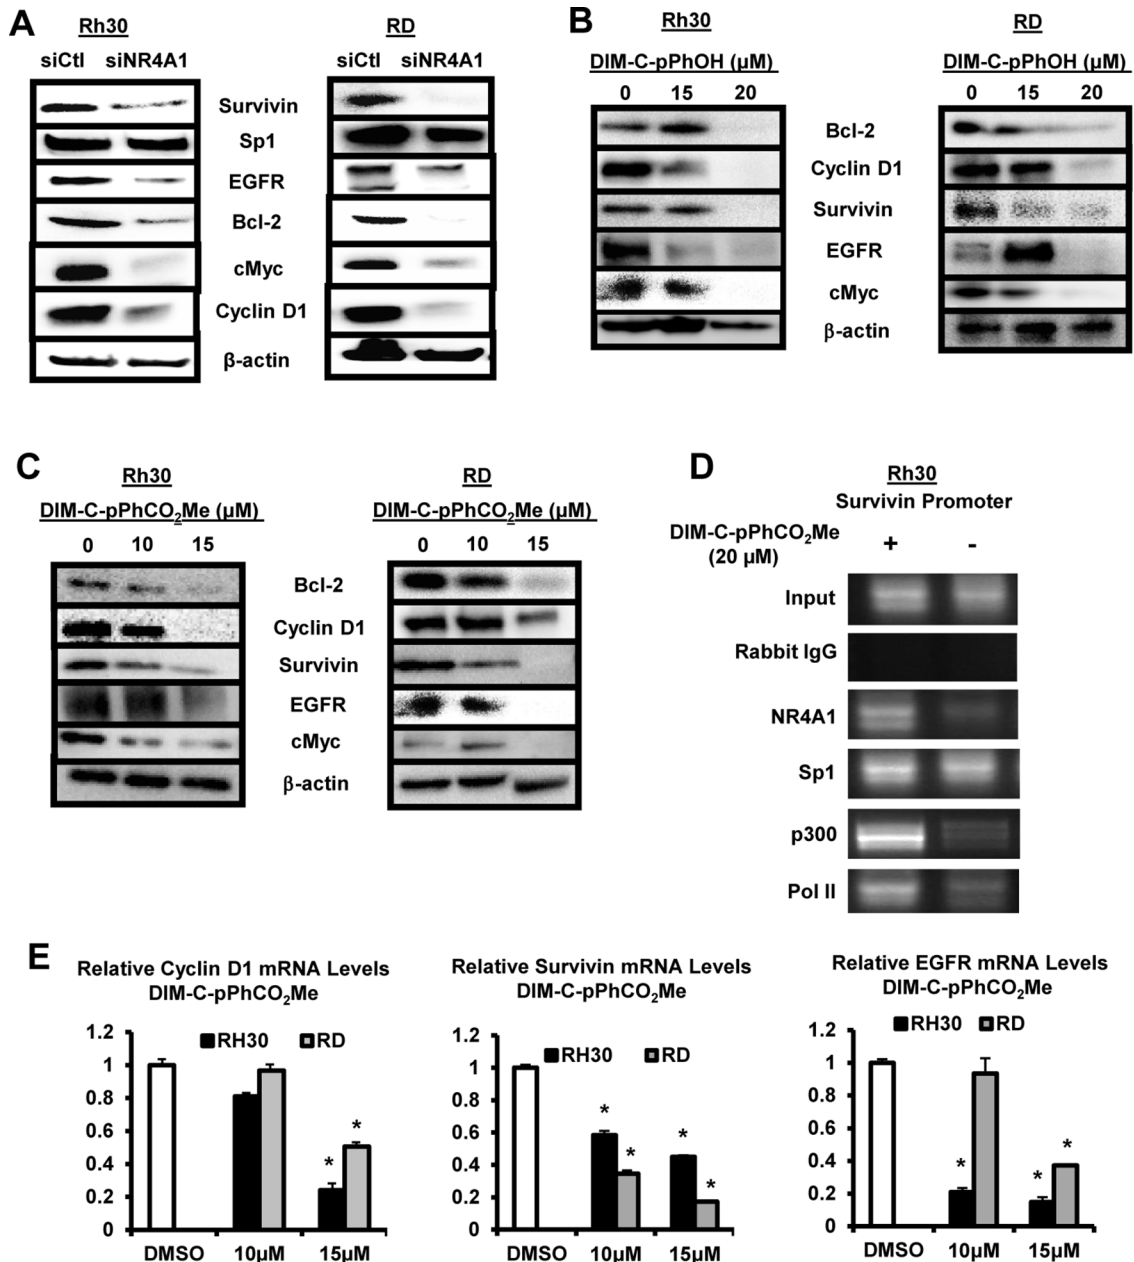 A
Rh30
RD
siCtl siNR4A1
siCtl siNR4A1
Survivin
Sp1
EGFR
Bcl-2
cMyc
Cyclin D1
β-actin
B
Rh30
RD
DIM-C-pPhOH (μM)
DIM-C-pPhOH (μM)
0 15 20
0 15 20
Bcl-2
Cyclin D1
Survivin
EGFR
cMyc
β-actin
C
Rh30
RD
DIM-C-pPhCO₂Me (μM)
DIM-C-pPhCO₂Me (μM)
0 10 15
0 10 15
Bcl-2
Cyclin D1
Survivin
EGFR
cMyc
β-actin
D
Rh30
Survivin Promoter
DIM-C-pPhCO₂Me
(20 μM)
+ -
Input
Rabbit IgG
NR4A1
Sp1
p300
Pol II
E
Relative Cyclin D1 mRNA Levels
DIM-C-pPhCO₂Me
RH30 RD
1.2
1
0.8
0.6
0.4
0.2
0
* *
DMSO 10μM 15μM
Relative Survivin mRNA Levels
DIM-C-pPhCO₂Me
RH30 RD
1.2
1
0.8
0.6
0.4
0.2
0
* * * *
DMSO 10μM 15μM
Relative EGFR mRNA Levels
DIM-C-pPhCO₂Me
RH30 RD
1.2
1
0.8
0.6
0.4
0.2
0
* * *
DMSO 10μM 15μM